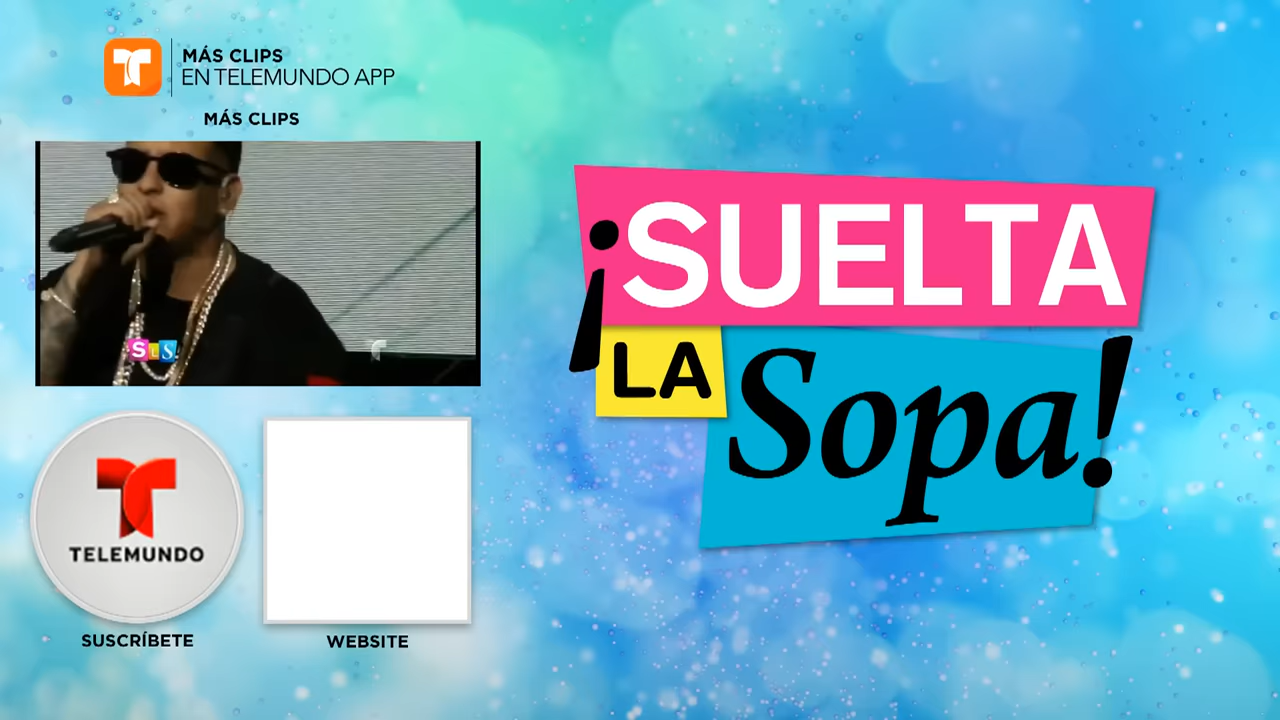 MÁS CLIPS
EN TELEMUNDO APP
MÁS CLIPS
SLS
¡SUELTA
LA
Sopa!
TELEMUNDO
SUSCRÍBETE
WEBSITE